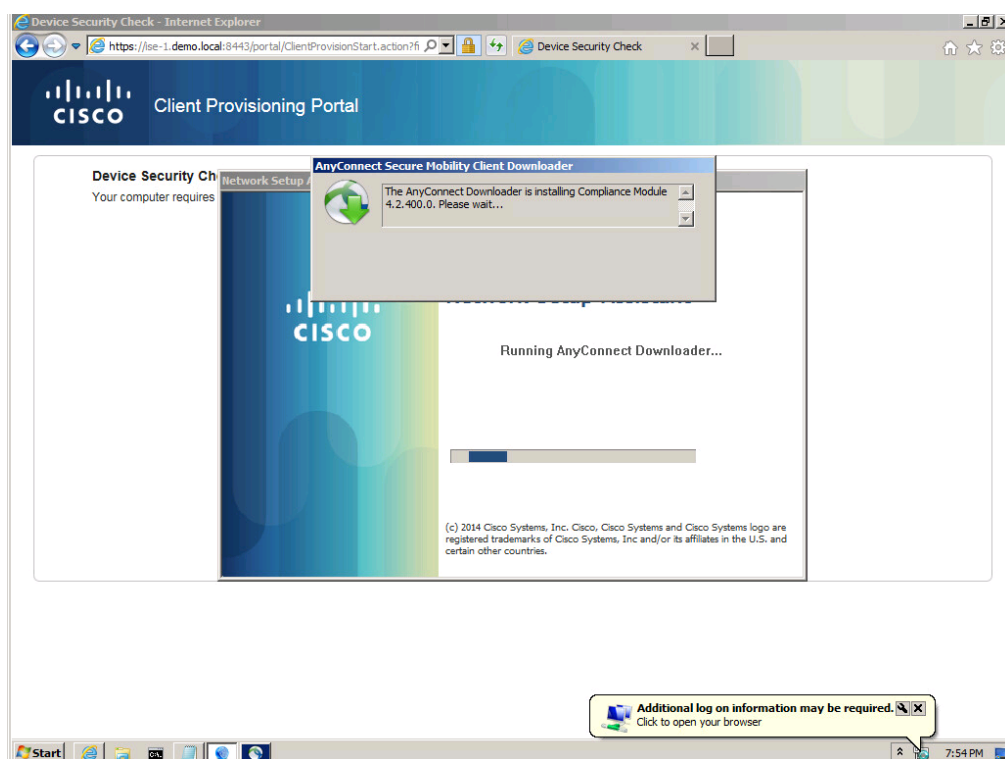 Device Security Check - Internet Explorer
https://ise-1.demo.local:8443/portal/ClientProvisionStart.action?fi
Device Security Check
CISCO
Client Provisioning Portal
Device Security Ch
Your computer requires
Network Setup A
AnyConnect Secure Mobility Client Downloader
The AnyConnect Downloader is installing Compliance Module
4.2.400.0. Please wait...
CISCO
Running AnyConnect Downloader...
(c) 2014 Cisco Systems, Inc. Cisco, Cisco Systems and Cisco Systems logo are
registered trademarks of Cisco Systems, Inc and/or its affiliates in the U.S. and
certain other countries.
Additional log on information may be required.
Click to open your browser
Start
7:54 PM